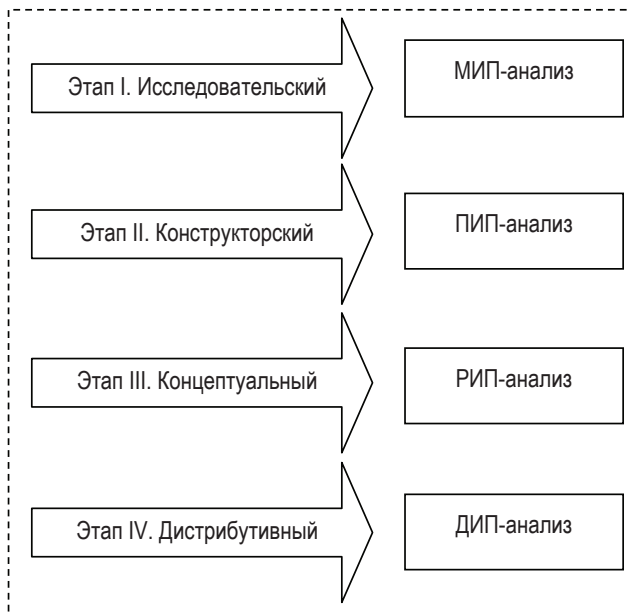 Этап I. Исследовательский
МИП-анализ
Этап II. Конструкторский
ПИП-анализ
Этап III. Концептуальный
РИП-анализ
Этап IV. Дистрибутивный
ДИП-анализ